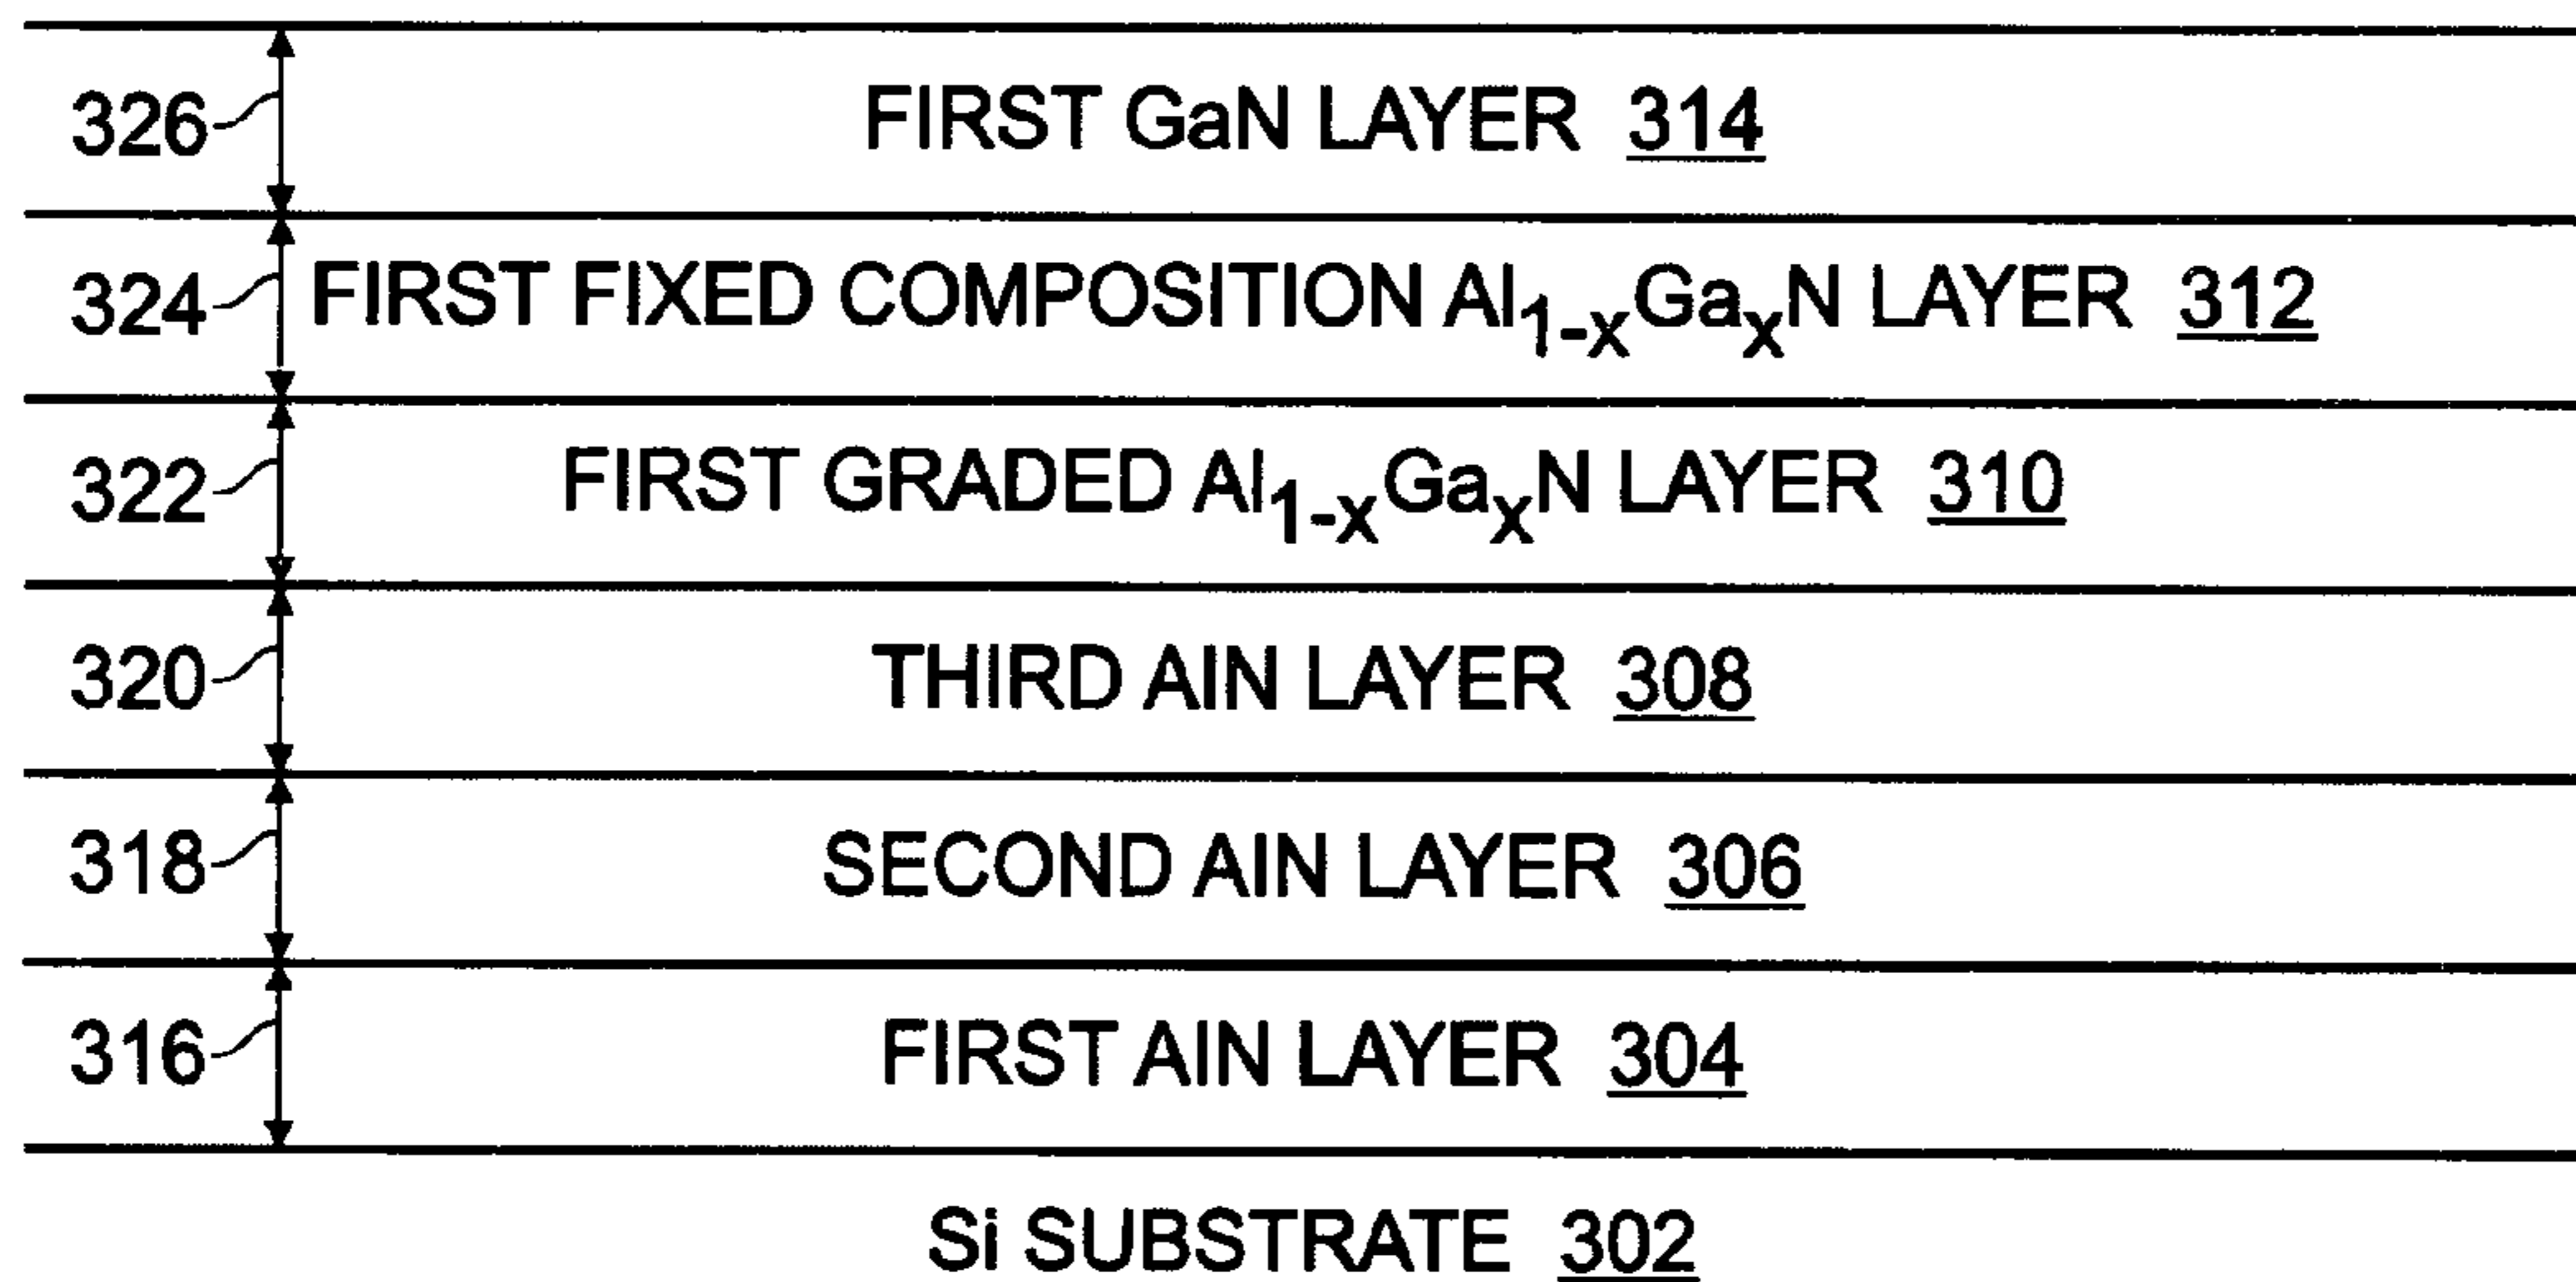 326 FIRST GaN LAYER 314
324 FIRST FIXED COMPOSITION Al1-xGaxN LAYER 312
322 FIRST GRADED Al1-xGaxN LAYER 310
320 THIRD AlN LAYER 308
318 SECOND AlN LAYER 306
316 FIRST AlN LAYER 304
Si SUBSTRATE 302